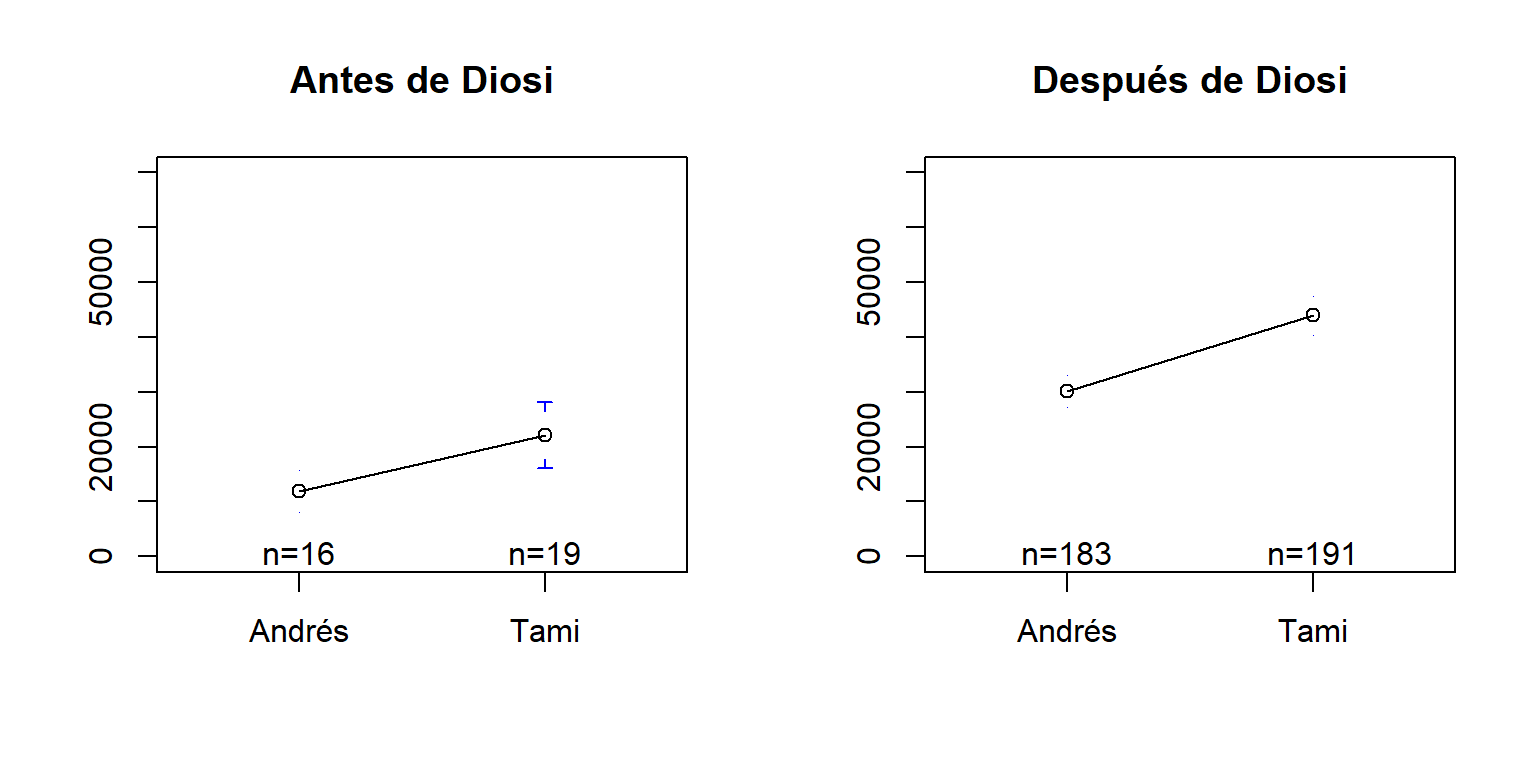 Antes de Diosi
50000
20000
0
n=16 n=19
Andrés Tami
Después de Diosi
50000
20000
0
n=183 n=191
Andrés Tami